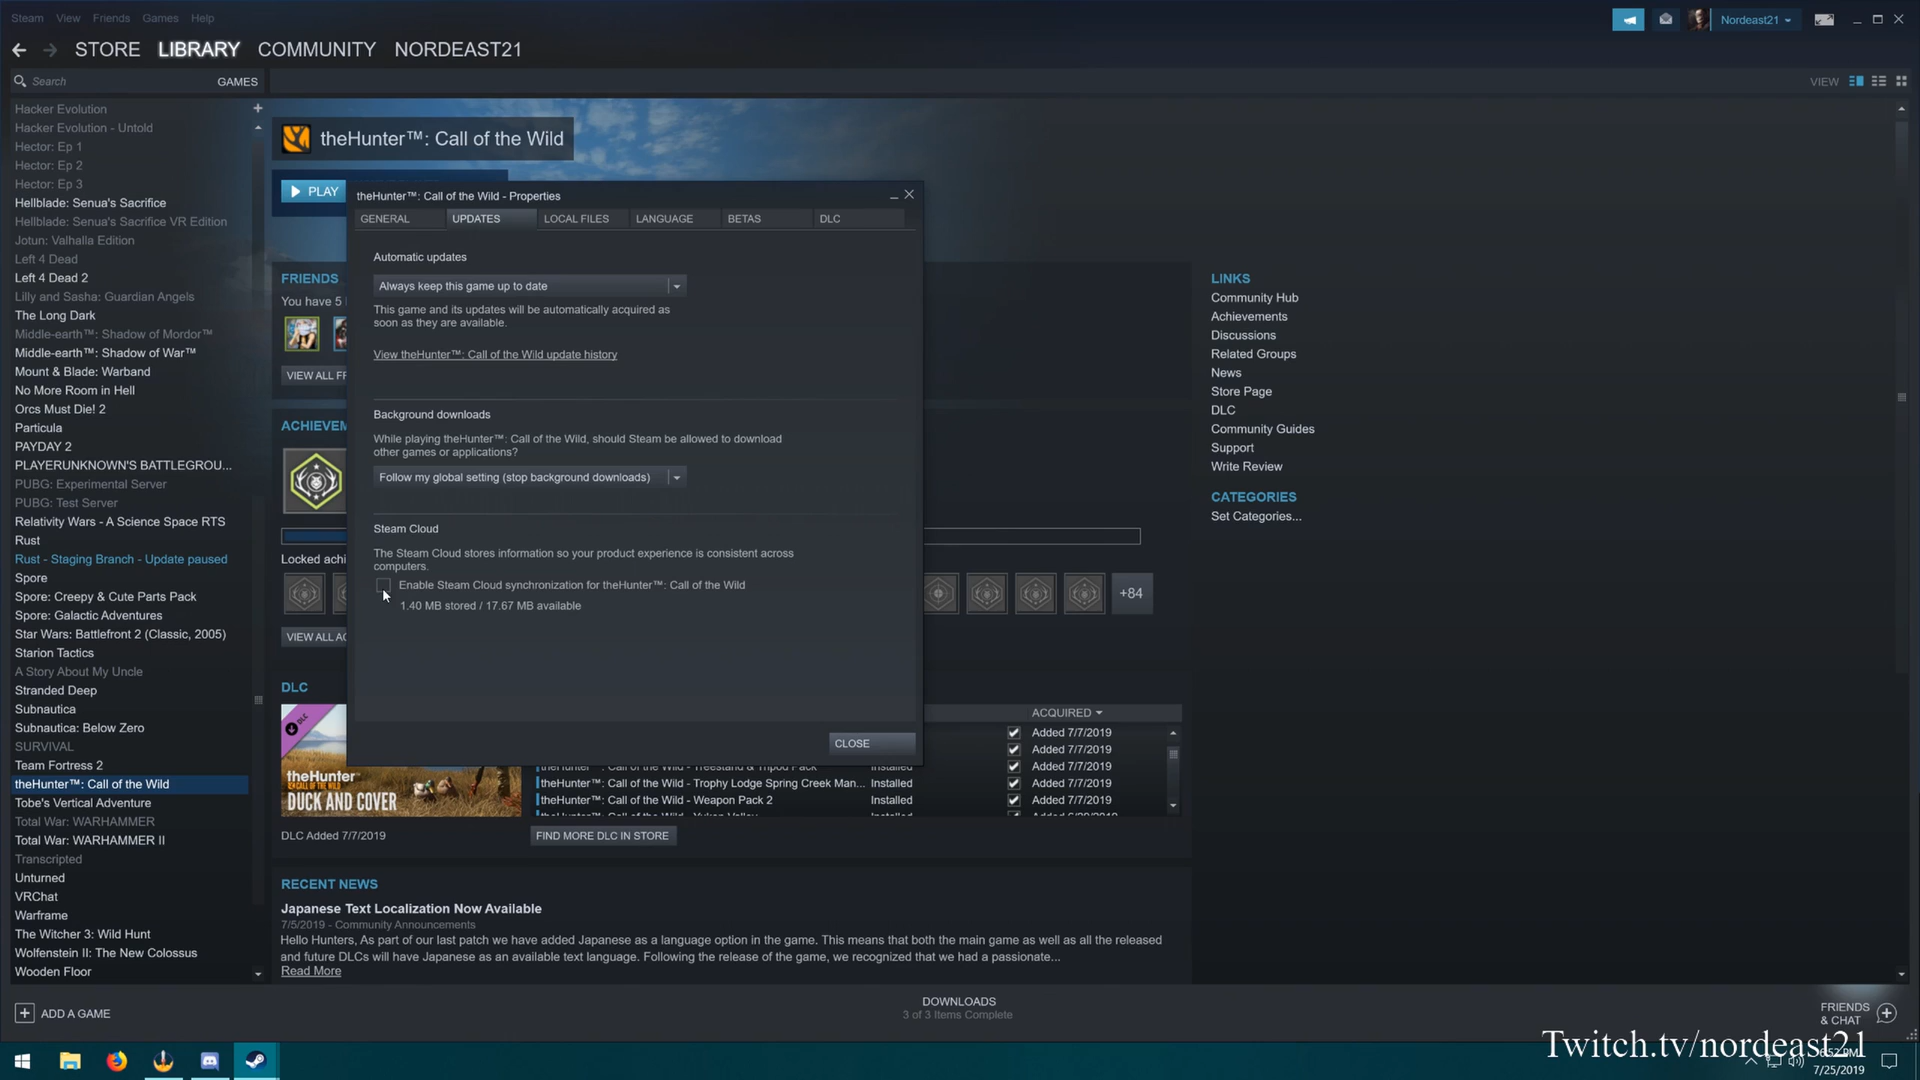 Steam View Friends Games Help
Nordeast21
STORE LIBRARY COMMUNITY NORDEAST21
Search GAMES
VIEW
Hacker Evolution
Hacker Evolution - Untold
Hector: Ep 1
Hector: Ep 2
Hector: Ep 3
Hellblade: Senua's Sacrifice
Hellblade: Senua's Sacrifice VR Edition
Jotun: Valhalla Edition
Left 4 Dead
Left 4 Dead 2
Lilly and Sasha: Guardian Angels
The Long Dark
Middle-earth™: Shadow of Mordor™
Middle-earth™: Shadow of War™
Mount & Blade: Warband
No More Room in Hell
Orcs Must Die! 2
Particula
PAYDAY 2
PLAYERUNKNOWN'S BATTLEGROU...
PUBG: Experimental Server
PUBG: Test Server
Relativity Wars - A Science Space RTS
Rust
Rust - Staging Branch - Update paused
Spore
Spore: Creepy & Cute Parts Pack
Spore: Galactic Adventures
Star Wars: Battlefront 2 (Classic, 2005)
Starion Tactics
A Story About My Uncle
Stranded Deep
Subnautica
Subnautica: Below Zero
SURVIVAL
Team Fortress 2
theHunter™: Call of the Wild
Tobe's Vertical Adventure
Total War: WARHAMMER
Total War: WARHAMMER II
Transcripted
Unturned
VRChat
Warframe
The Witcher 3: Wild Hunt
Wolfenstein II: The New Colossus
Wooden Floor
ADD A GAME
theHunter™: Call of the Wild
PLAY
FRIENDS
You have 5
VIEW ALL FR
ACHIEVEM
Locked achi
VIEW ALL AC
+84
theHunter™: Call of the Wild - Properties
GENERAL UPDATES LOCAL FILES LANGUAGE BETAS DLC
Automatic updates
Always keep this game up to date
This game and its updates will be automatically acquired as
soon as they are available.
View theHunter™: Call of the Wild update history
Background downloads
While playing theHunter™: Call of the Wild, should Steam be allowed to download
other games or applications?
Follow my global setting (stop background downloads)
Steam Cloud
The Steam Cloud stores information so your product experience is consistent across
computers.
Enable Steam Cloud synchronization for theHunter™: Call of the Wild
1.40 MB stored / 17.67 MB available
CLOSE
LINKS
Community Hub
Achievements
Discussions
Related Groups
News
Store Page
DLC
Community Guides
Support
Write Review
CATEGORIES
Set Categories...
DLC
DLC
theHunter
CALL OF THE WILD
DUCK AND COVER
DLC Added 7/7/2019
ACQUIRED
Added 7/7/2019
Added 7/7/2019
theHunter™: Call of the Wild - Treestand & Tripod Pack Installed Added 7/7/2019
theHunter™: Call of the Wild - Trophy Lodge Spring Creek Man... Installed Added 7/7/2019
theHunter™: Call of the Wild - Weapon Pack 2 Installed Added 7/7/2019
theHunter™: Call of the Wild - Yukon Valley Installed
FIND MORE DLC IN STORE
RECENT NEWS
Japanese Text Localization Now Available
7/5/2019 - Community Announcements
Hello Hunters, As part of our last patch we have added Japanese as a language option in the game. This means that both the main game as well as all the released
and future DLCs will have Japanese as an available text language. Following the release of the game, we recognized that we had a passionate...
Read More
DOWNLOADS
3 of 3 Items Complete
FRIENDS
& CHAT
Twitch.tv/nordeast21
7/25/2019